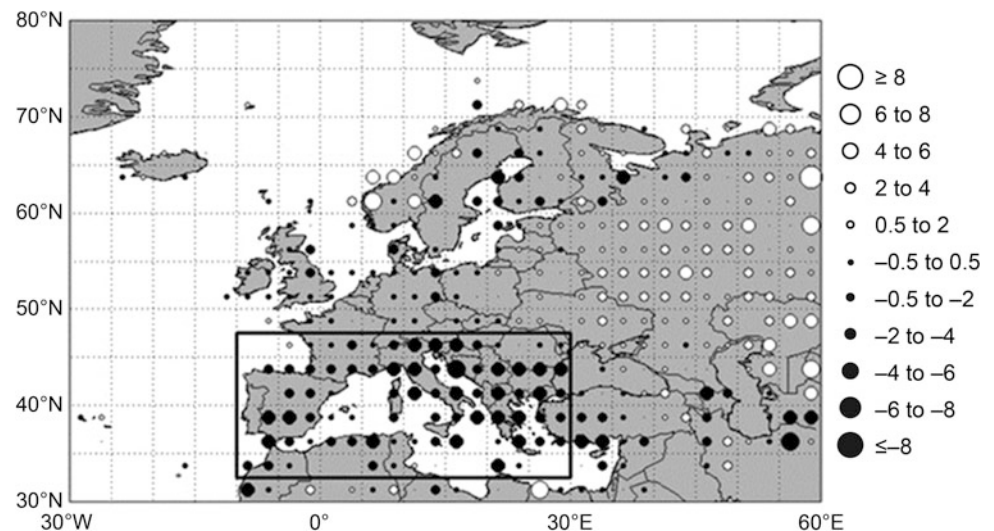 80°N
70°N
60°N
50°N
40°N
30°N
30°W
0°
30°E
60°E
≥ 8
6 to 8
4 to 6
2 to 4
0.5 to 2
–0.5 to 0.5
–0.5 to –2
–2 to –4
–4 to –6
–6 to –8
≤–8